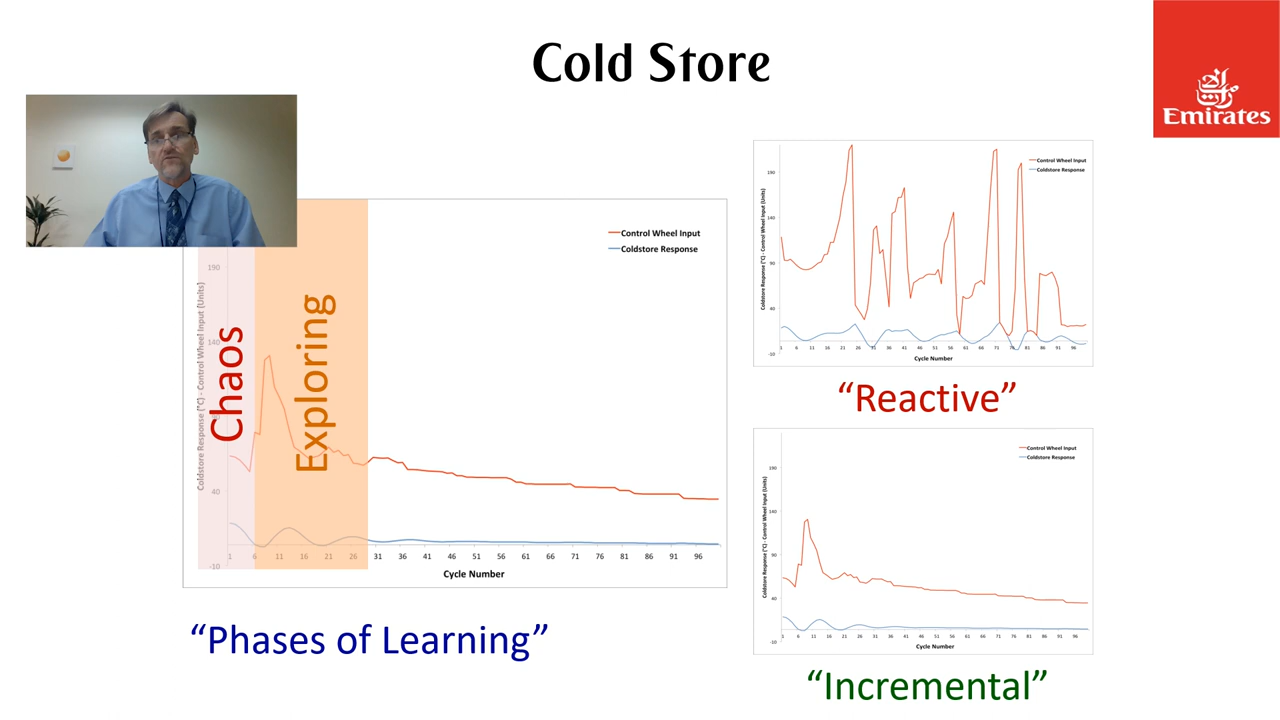 Cold Store
الإمارات
Emirates
Control Wheel Input
Coldstore Response
Coldstore Response (°C) - Control Wheel Input (Units)
190
140
40
-10
Chaos
Exploring
1 6 11 16 21 26 31 36 41 46 51 56 61 66 71 76 81 86 91 96
Cycle Number
“Phases of Learning”
Control Wheel Input
Coldstore Response
Coldstore Response (°C) - Control Wheel Input (Units)
190
140
90
40
-10
1 6 11 16 21 26 31 36 41 46 51 56 61 66 71 76 81 86 91 96
Cycle Number
“Reactive”
Control Wheel Input
Coldstore Response
Coldstore Response (°C) - Control Wheel Input (Units)
190
140
90
40
-10
1 6 11 16 21 26 31 36 41 46 51 56 61 66 71 76 81 86 91 96
Cycle Number
“Incremental”